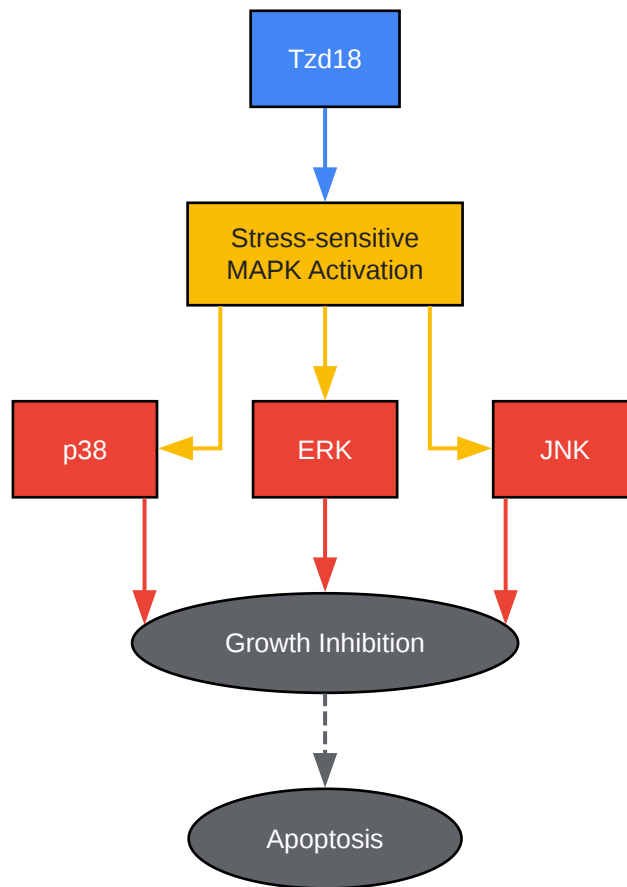 Tzd18
Stress-sensitive
MAPK Activation
p38
ERK
JNK
Growth Inhibition
Apoptosis